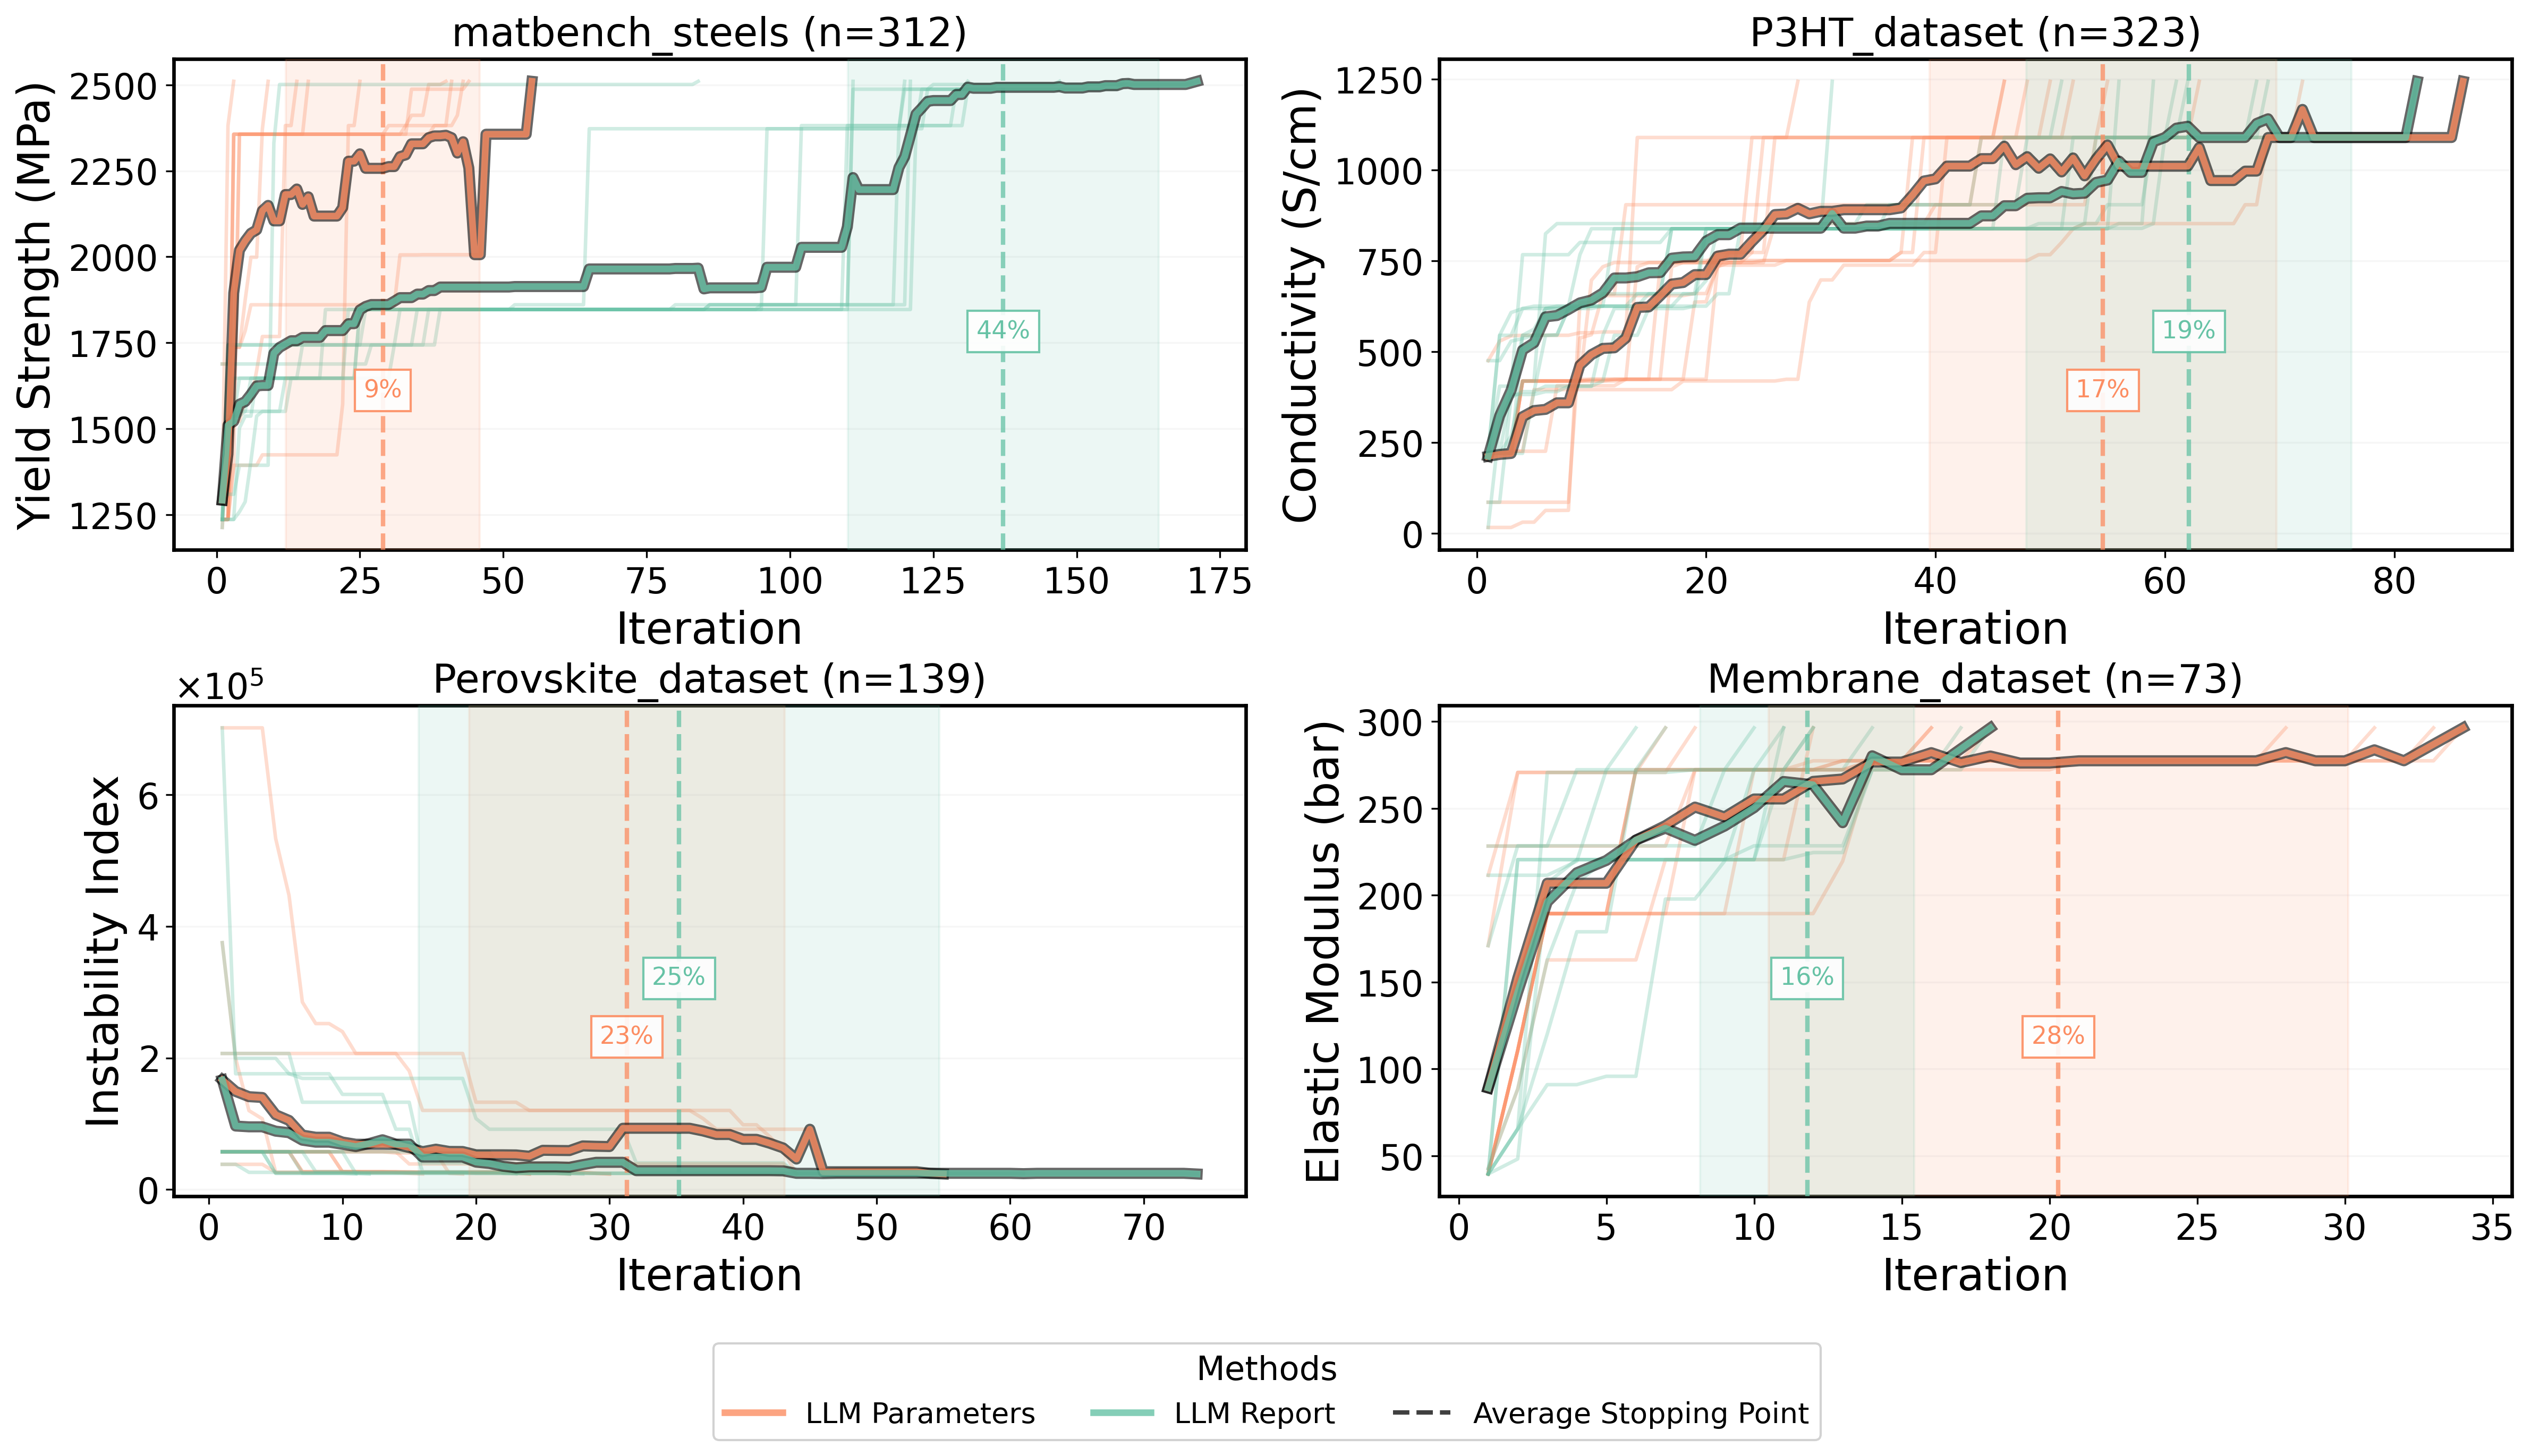 matbench_steels (n=312)
Yield Strength (MPa)
2500
2250
2000
1750
1500
1250
9%
44%
0 25 50 75 100 125 150 175
Iteration
P3HT_dataset (n=323)
Conductivity (S/cm)
1250
1000
750
500
250
0
19%
17%
0 20 40 60 80
Iteration
Perovskite_dataset (n=139)
×10⁵
Instability Index
6
4
2
0
25%
23%
0 10 20 30 40 50 60 70
Iteration
Membrane_dataset (n=73)
Elastic Modulus (bar)
300
250
200
150
100
50
16%
28%
0 5 10 15 20 25 30 35
Iteration
Methods
LLM Parameters LLM Report Average Stopping Point